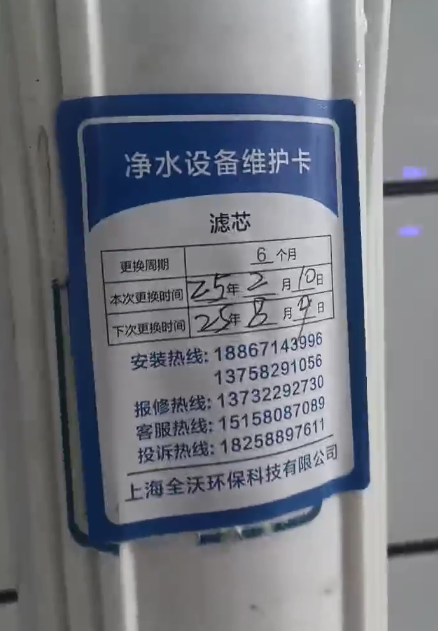 净水设备维护卡
滤芯
更换周期 6 个月
本次更换时间 25年 2 月 10日
下次更换时间 25年 8 月 9日
安装热线: 18867143996
13758291056
报修热线: 13732292730
客服热线: 15158087089
投诉热线: 18258897611
上海全沃环保科技有限公司